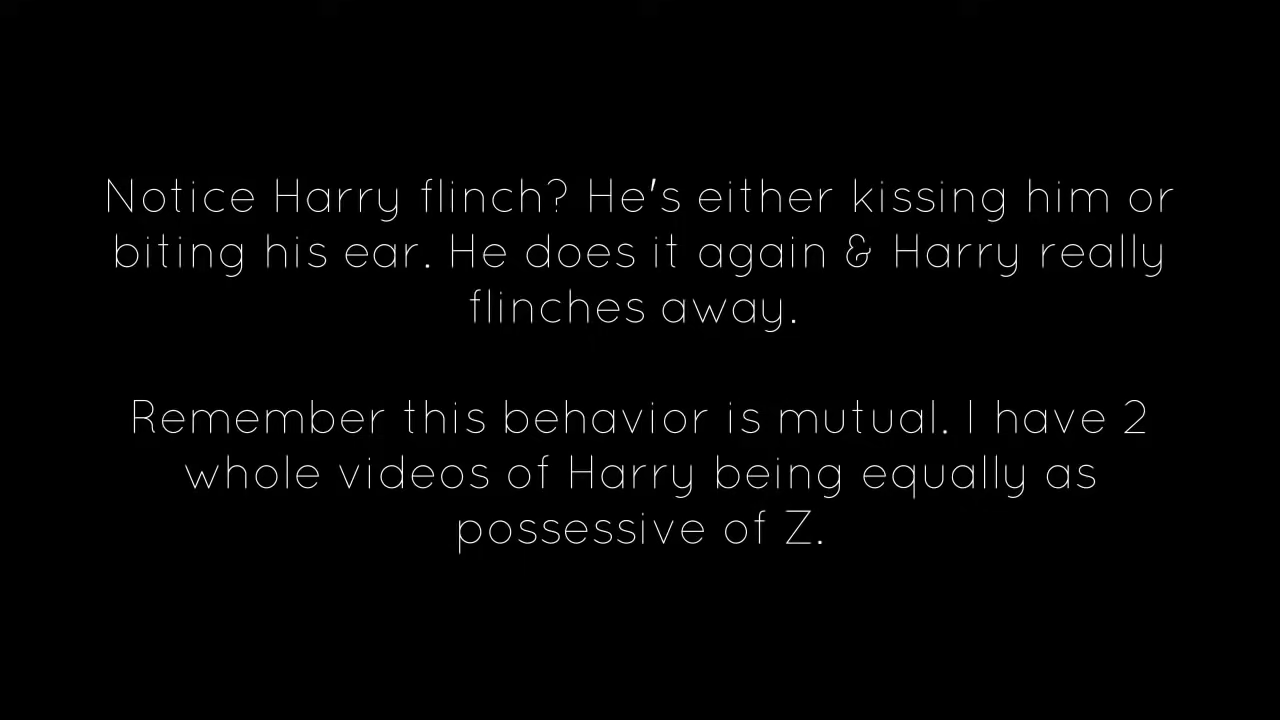 Notice Harry flinch? He's either kissing him or
biting his ear. He does it again & Harry really
flinches away.
Remember this behavior is mutual. I have 2
whole videos of Harry being equally as
possessive of Z.